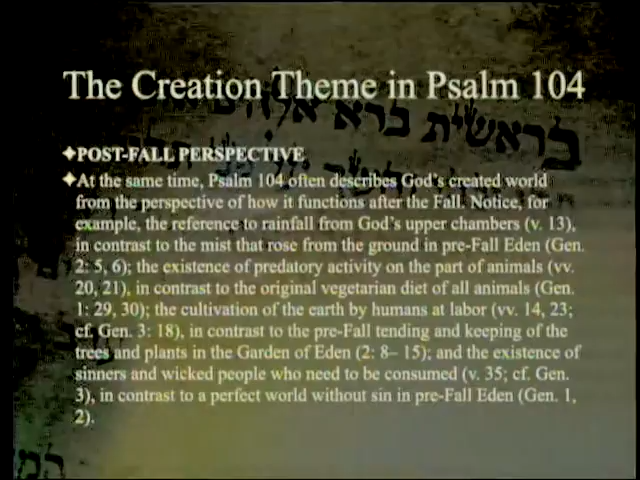 The Creation Theme in Psalm 104
בראשית ברא אלהים
✦POST-FALL PERSPECTIVE
✦At the same time, Psalm 104 often describes God's created world
from the perspective of how it functions after the Fall. Notice, for
example, the reference to rainfall from God's upper chambers (v. 13),
in contrast to the mist that rose from the ground in pre-Fall Eden (Gen.
2: 5, 6); the existence of predatory activity on the part of animals (vv.
20, 21), in contrast to the original vegetarian diet of all animals (Gen.
1: 29, 30); the cultivation of the earth by humans at labor (vv. 14, 23;
cf. Gen. 3: 18), in contrast to the pre-Fall tending and keeping of the
trees and plants in the Garden of Eden (2: 8– 15); and the existence of
sinners and wicked people who need to be consumed (v. 35; cf. Gen.
3), in contrast to a perfect world without sin in pre-Fall Eden (Gen. 1,
2).